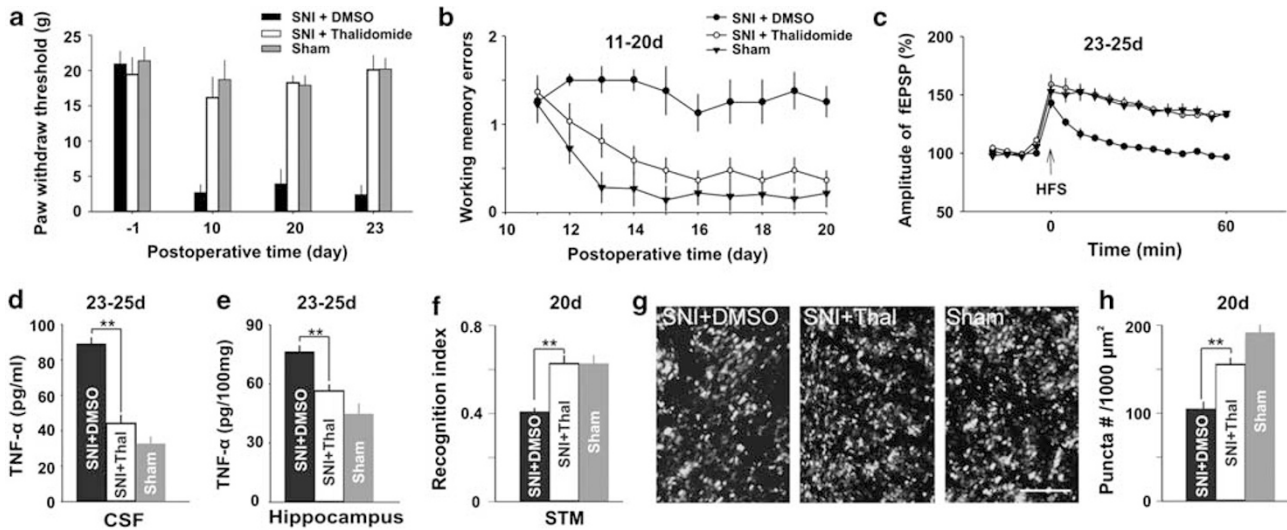 a
Paw withdraw threshold (g)
25
20
15
10
5
0
-1
10
20
23
Postoperative time (day)
SNI + DMSO
SNI + Thalidomide
Sham
b
11-20d
Working memory errors
2
1
0
10
12
14
16
18
20
Postoperative time (day)
SNI + DMSO
SNI + Thalidomide
Sham
c
23-25d
Amplitude of fEPSP (%)
200
150
100
50
HFS
0
60
Time (min)
d
23-25d
TNF-α (pg/ml)
100
80
60
40
20
0
**
SNI+DMSO
SNI+Thal
Sham
CSF
e
23-25d
TNF-α (pg/100mg)
90
60
30
0
**
SNI+DMSO
SNI+Thal
Sham
Hippocampus
f
20d
Recognition index
0.8
0.4
0
**
SNI+DMSO
SNI+Thal
Sham
STM
g
SNI+DMSO
SNI+Thal
Sham
h
20d
Puncta # /1000 μm²
200
100
0
**
SNI+DMSO
SNI+Thal
Sham